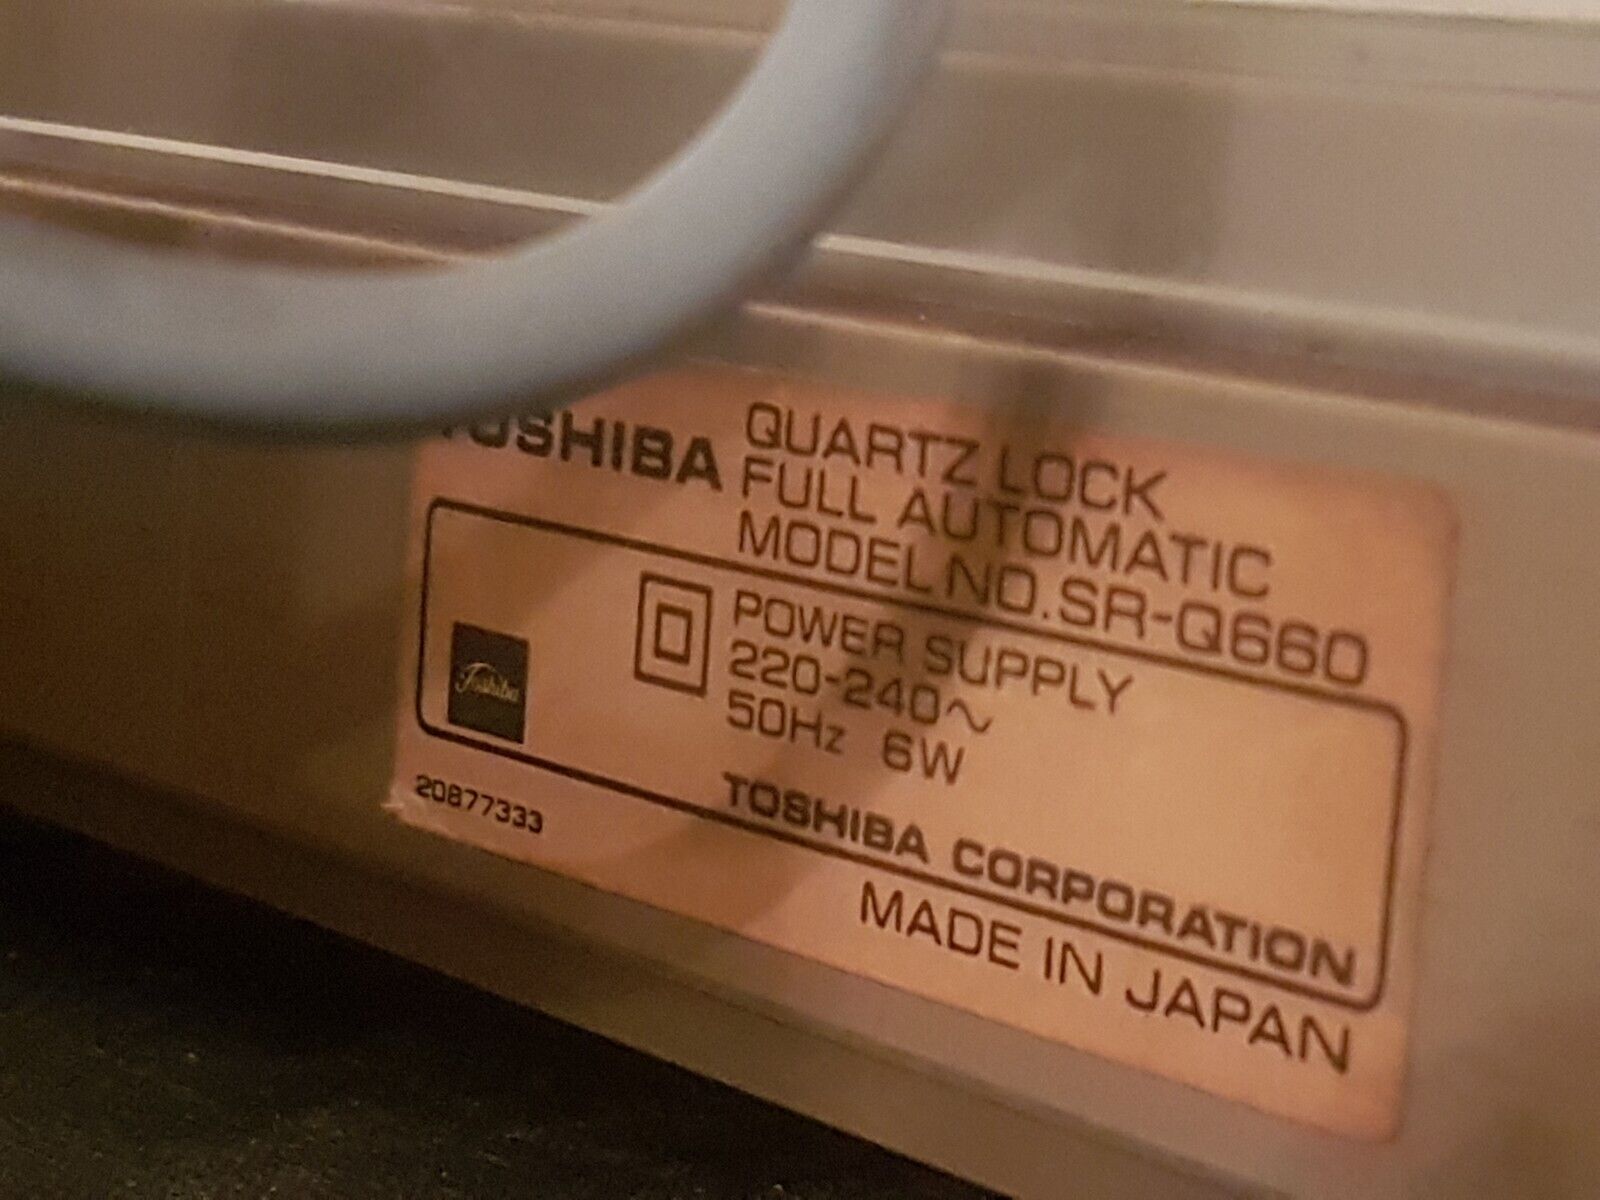 TOSHIBA QUARTZ LOCK
FULL AUTOMATIC
MODEL NO. SR-Q660
POWER SUPPLY
220-240~
50Hz 6W
Toshiba
TOSHIBA CORPORATION
20877333
MADE IN JAPAN